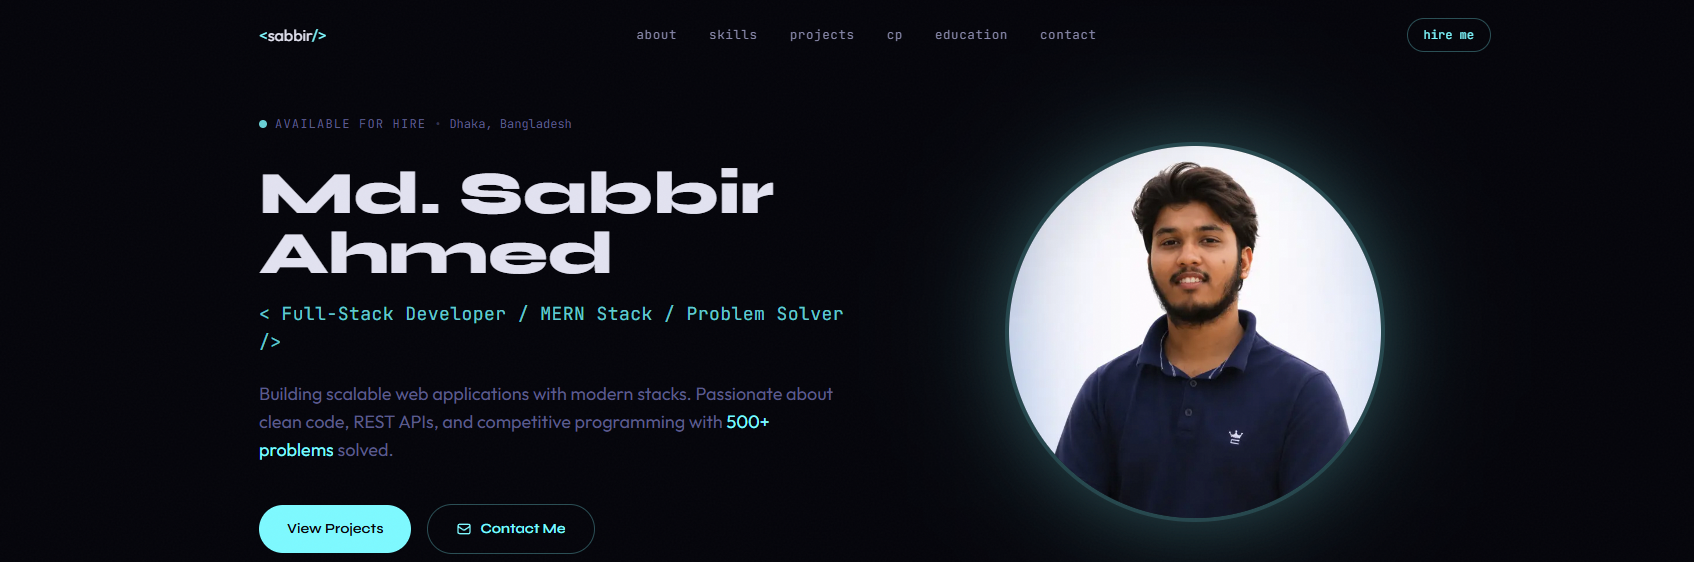 <sabbir/>
about skills projects cp education contact
hire me
AVAILABLE FOR HIRE • Dhaka, Bangladesh
Md. Sabbir
Ahmed
< Full-Stack Developer / MERN Stack / Problem Solver
/>
Building scalable web applications with modern stacks. Passionate about
clean code, REST APIs, and competitive programming with 500+
problems solved.
View Projects
Contact Me